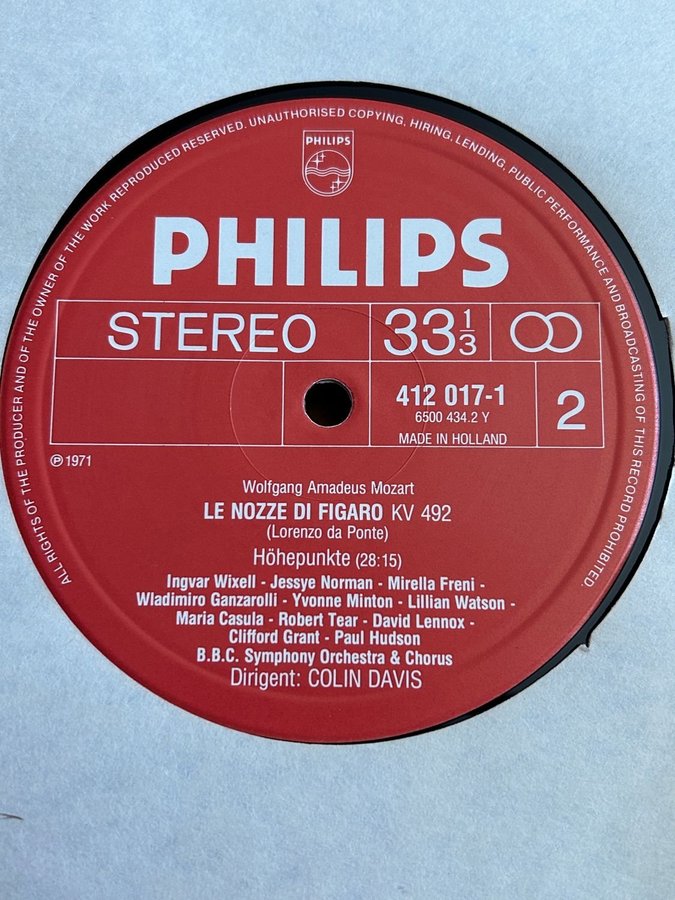 ALL RIGHTS OF THE PRODUCER AND OF THE OWNER OF THE WORK REPRODUCED RESERVED. UNAUTHORISED COPYING, HIRING, LENDING, PUBLIC PERFORMANCE AND BROADCASTING OF THIS RECORD PROHIBITED.
PHILIPS
PHILIPS
STEREO 33 1/3
412 017-1
6500 434.2 Y
MADE IN HOLLAND
2
℗ 1971
Wolfgang Amadeus Mozart
LE NOZZE DI FIGARO KV 492
(Lorenzo da Ponte)
Höhepunkte (28:15)
Ingvar Wixell - Jessye Norman - Mirella Freni -
Wladimiro Ganzarolli - Yvonne Minton - Lillian Watson -
Maria Casula - Robert Tear - David Lennox -
Clifford Grant - Paul Hudson
B.B.C. Symphony Orchestra & Chorus
Dirigent: COLIN DAVIS